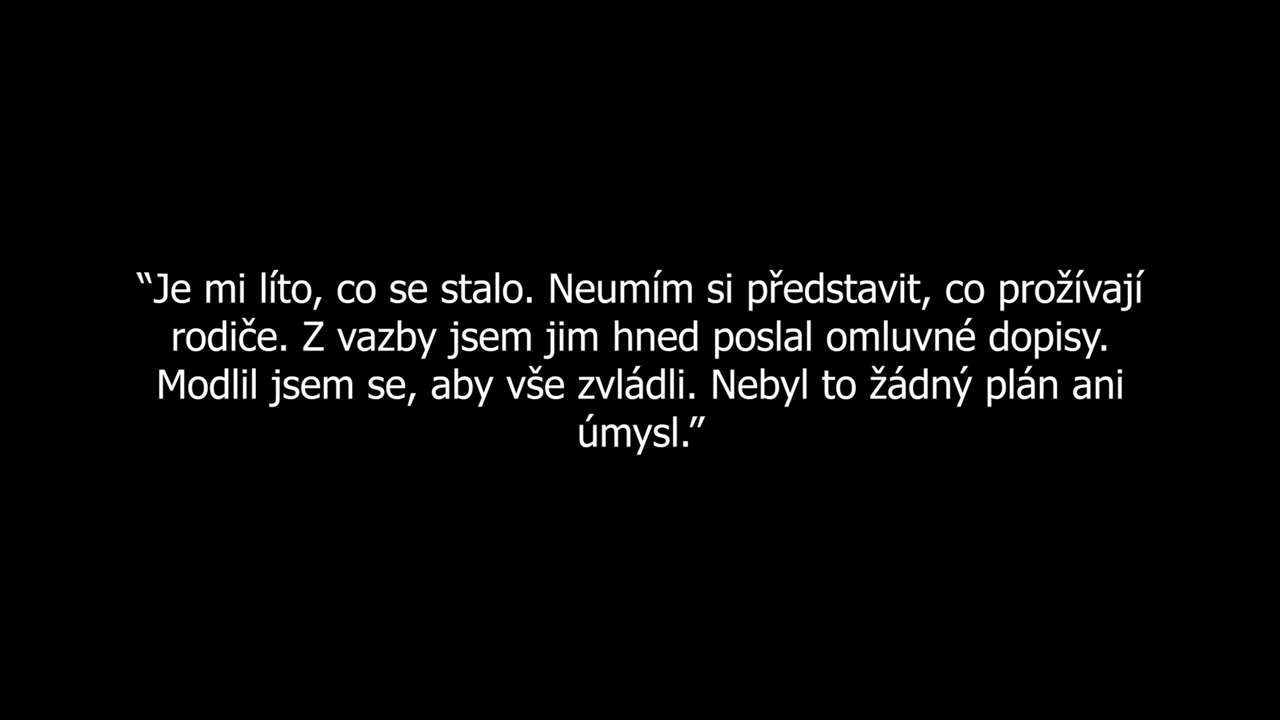 “Je mi líto, co se stalo. Neumím si představit, co prožívají
rodiče. Z vazby jsem jim hned poslal omluvné dopisy.
Modlil jsem se, aby vše zvládli. Nebyl to žádný plán ani
úmysl.”